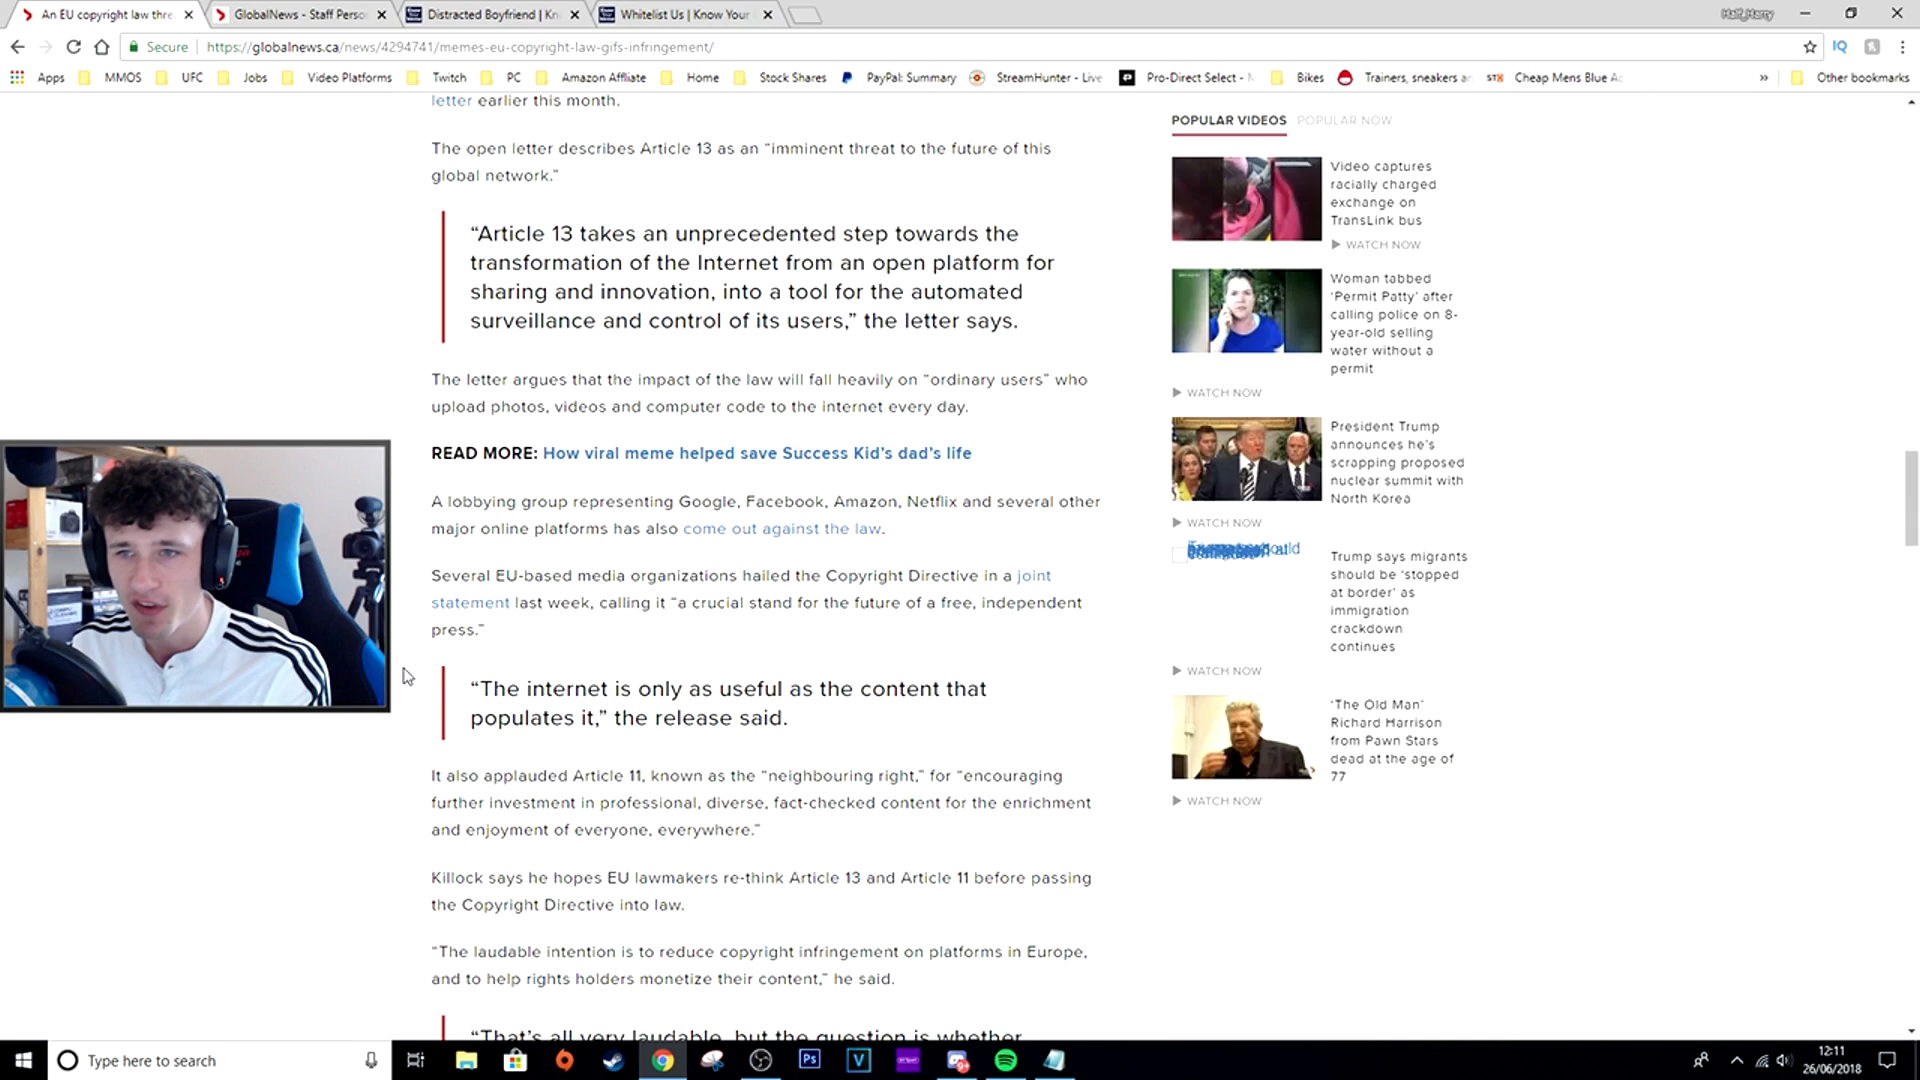 An EU copyright law thre
GlobalNews - Staff Perso
Distracted Boyfriend | Kn
Whitelist Us | Know Your
Secure
https://globalnews.ca/news/4294741/memes-eu-copyright-law-gifs-infringement/
IQ
Apps
MMOS
UFC
Jobs
Video Platforms
Twitch
PC
Amazon Affliate
Home
Stock Shares
PayPal: Summary
StreamHunter - Live
Pro-Direct Select -
Bikes
Trainers, sneakers a
Cheap Mens Blue A
»
Other bookmarks
letter earlier this month.
The open letter describes Article 13 as an “imminent threat to the future of this
global network.”
“Article 13 takes an unprecedented step towards the
transformation of the Internet from an open platform for
sharing and innovation, into a tool for the automated
surveillance and control of its users,” the letter says.
The letter argues that the impact of the law will fall heavily on “ordinary users” who
upload photos, videos and computer code to the internet every day.
READ MORE: How viral meme helped save Success Kid’s dad’s life
A lobbying group representing Google, Facebook, Amazon, Netflix and several other
major online platforms has also come out against the law.
Several EU-based media organizations hailed the Copyright Directive in a joint
statement last week, calling it “a crucial stand for the future of a free, independent
press.”
“The internet is only as useful as the content that
populates it,” the release said.
It also applauded Article 11, known as the “neighbouring right,” for “encouraging
further investment in professional, diverse, fact-checked content for the enrichment
and enjoyment of everyone, everywhere.”
Killock says he hopes EU lawmakers re-think Article 13 and Article 11 before passing
the Copyright Directive into law.
“The laudable intention is to reduce copyright infringement on platforms in Europe,
and to help rights holders monetize their content,” he said.
“That’s all very laudable, but the question is whether
POPULAR VIDEOS
POPULAR NOW
Video captures
racially charged
exchange on
TransLink bus
WATCH NOW
Woman tabbed
‘Permit Patty’ after
calling police on 8-
year-old selling
water without a
permit
WATCH NOW
President Trump
announces he’s
scrapping proposed
nuclear summit with
North Korea
WATCH NOW
Trump says migrants
should be ‘stopped
at border’ as
immigration
crackdown
continues
WATCH NOW
‘The Old Man’
Richard Harrison
from Pawn Stars
dead at the age of
77
WATCH NOW
Type here to search
Ps
V
12:11
26/06/2018